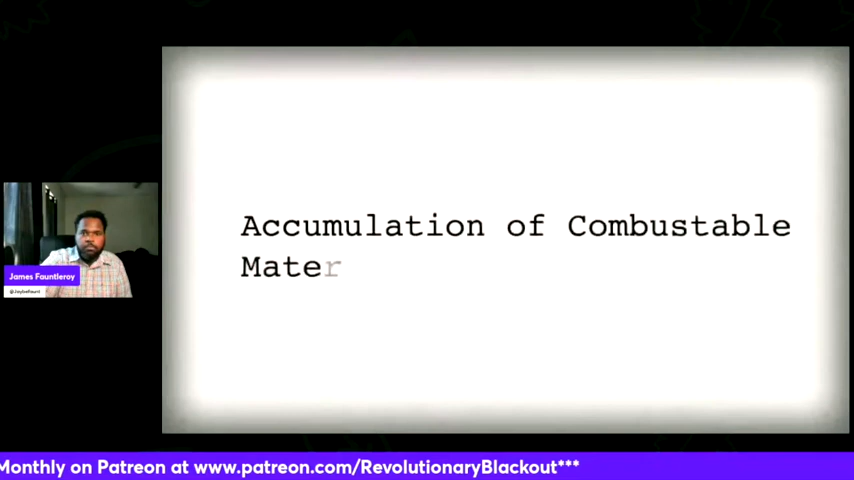 Accumulation of Combustable
Mater
James Fauntleroy
Monthly on Patreon at www.patreon.com/RevolutionaryBlackout***